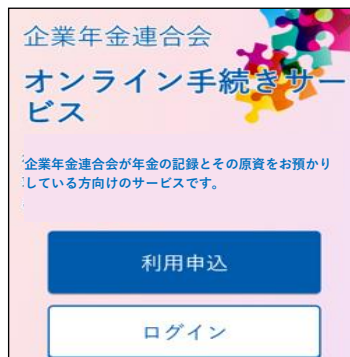 企業年金連合会
オンライン手続きサー
ビス
企業年金連合会が年金の記録とその原資をお預かり
している方向けのサービスです。
利用申込
ログイン